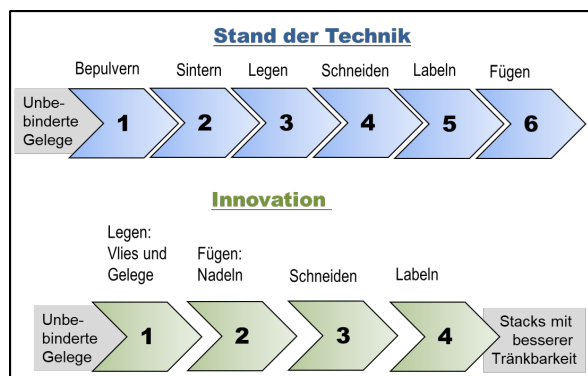 Stand der Technik
Bepulvern Sintern Legen Schneiden Labeln Fügen
Unbe-
binderte
Gelege
1 2 3 4 5 6
Innovation
Legen:
Vlies und
Gelege
Fügen:
Nadeln
Schneiden
Labeln
Unbe-
binderte
Gelege
1 2 3 4
Stacks mit
besserer
Tränkbarkeit